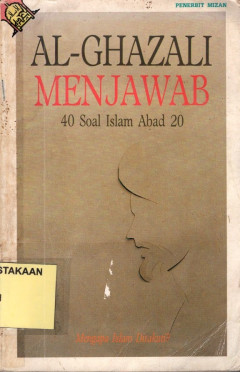 PENERBIT MIZAN
AL-GHAZALI
MENJAWAB
40 Soal Islam Abad 20
STAKAAN